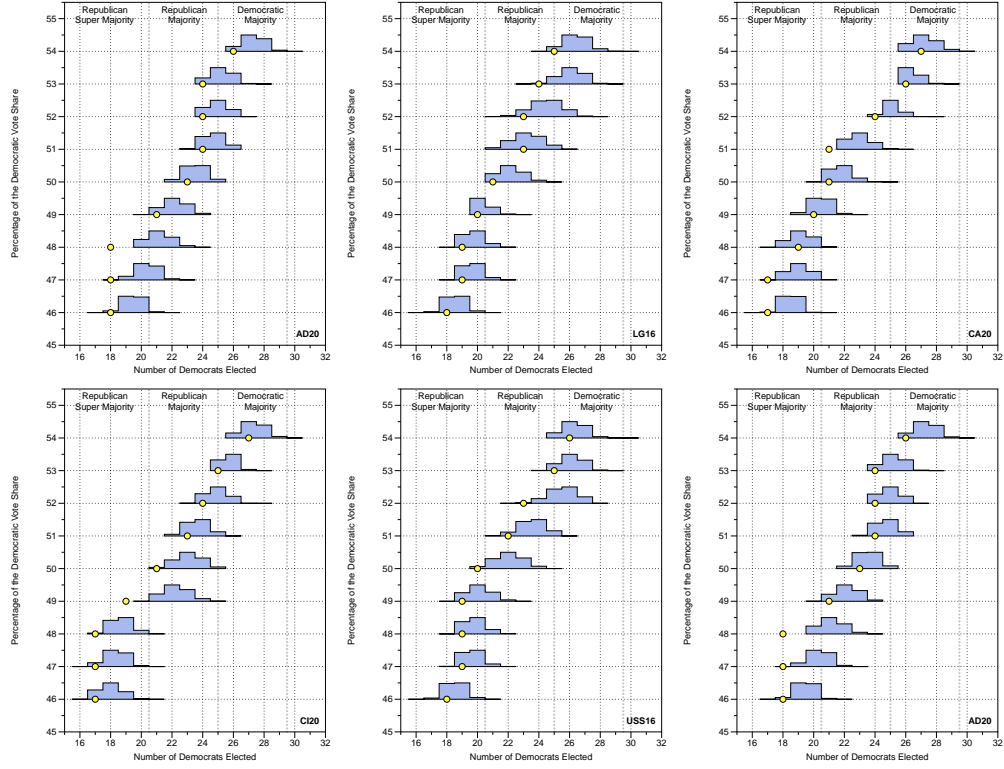 Republican Super Majority
Republican Majority
Democratic Majority
Percentage of the Democratic Vote Share
55
54
53
52
51
50
49
48
47
46
45
16 18 20 22 24 26 28 30 32
Number of Democrats Elected
AD20
Republican Super Majority
Republican Majority
Democratic Majority
Percentage of the Democratic Vote Share
55
54
53
52
51
50
49
48
47
46
45
16 18 20 22 24 26 28 30 32
Number of Democrats Elected
LG16
Republican Super Majority
Republican Majority
Democratic Majority
Percentage of the Democratic Vote Share
55
54
53
52
51
50
49
48
47
46
45
16 18 20 22 24 26 28 30 32
Number of Democrats Elected
CA20
Republican Super Majority
Republican Majority
Democratic Majority
Percentage of the Democratic Vote Share
55
54
53
52
51
50
49
48
47
46
45
16 18 20 22 24 26 28 30 32
Number of Democrats Elected
CI20
Republican Super Majority
Republican Majority
Democratic Majority
Percentage of the Democratic Vote Share
55
54
53
52
51
50
49
48
47
46
45
16 18 20 22 24 26 28 30 32
Number of Democrats Elected
USS16
Republican Super Majority
Republican Majority
Democratic Majority
Percentage of the Democratic Vote Share
55
54
53
52
51
50
49
48
47
46
45
16 18 20 22 24 26 28 30 32
Number of Democrats Elected
AD20